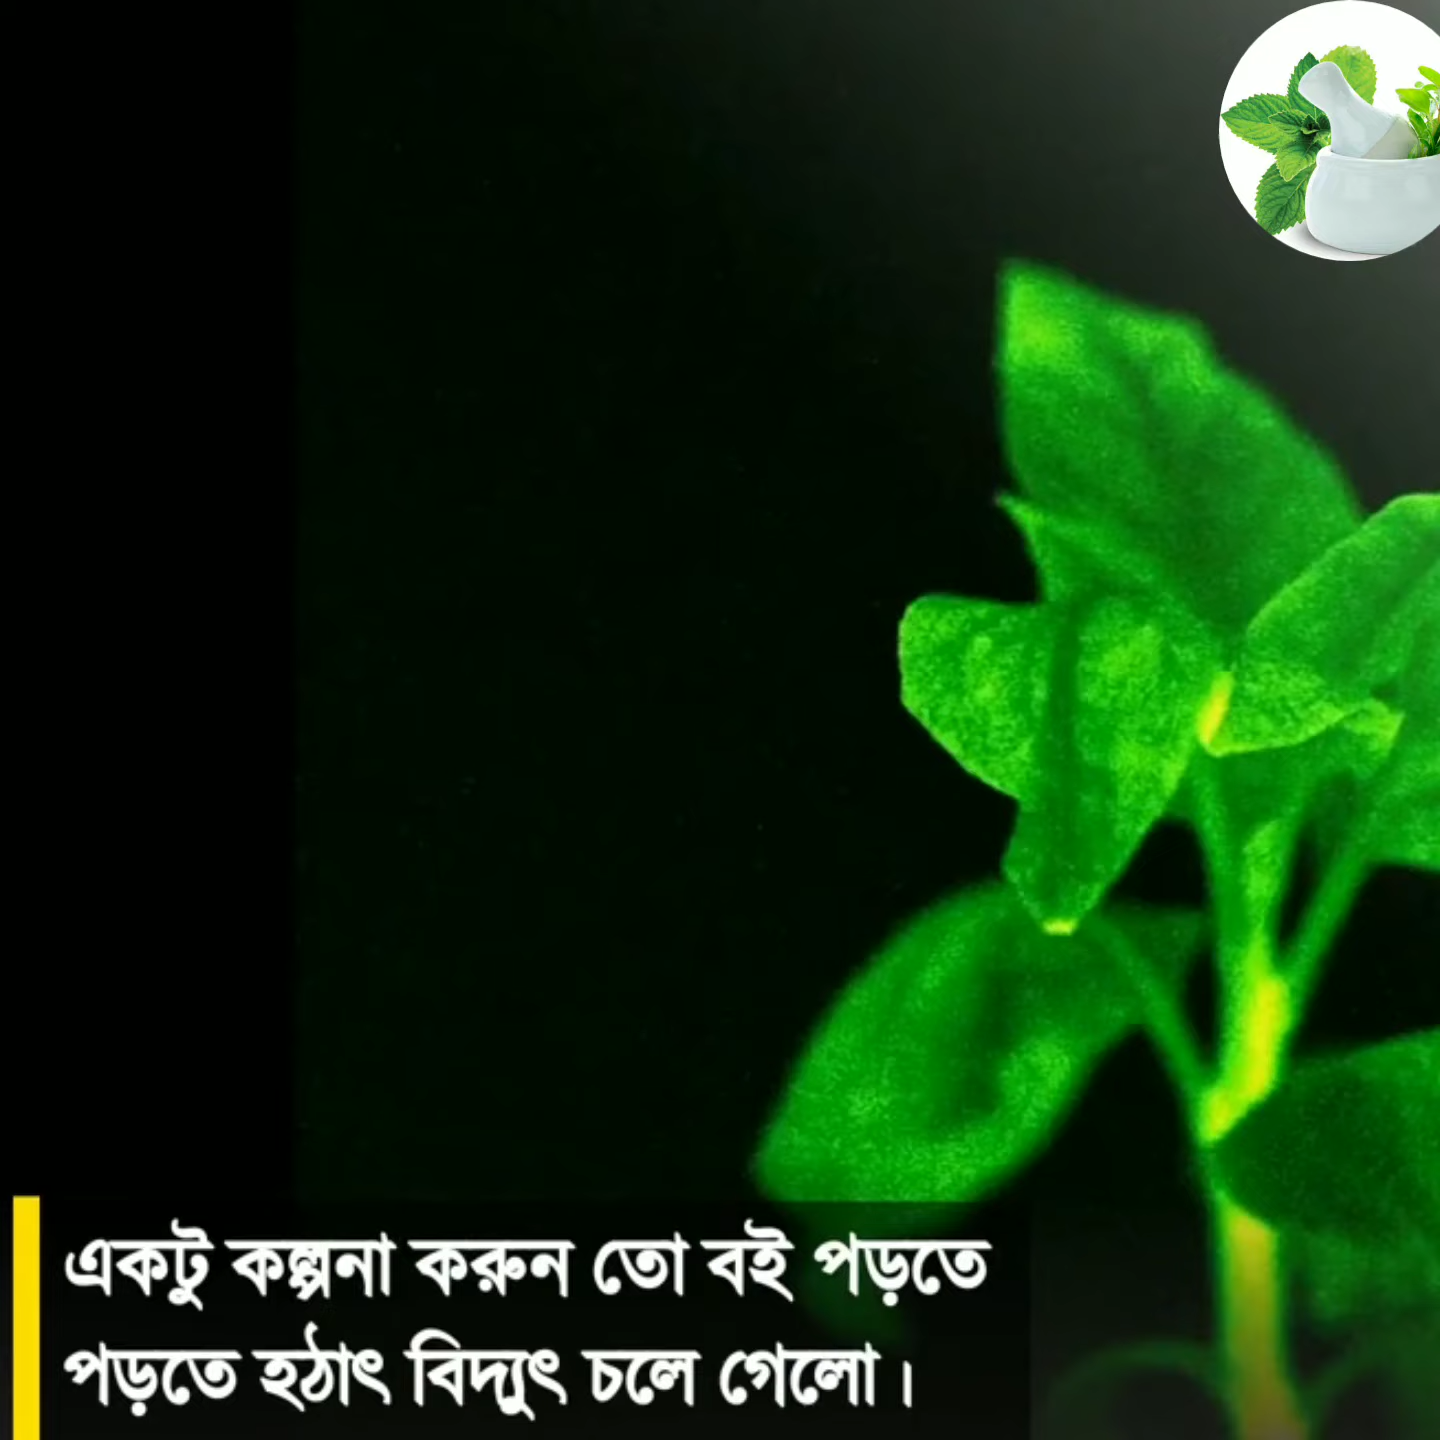 একটু কল্পনা করুন তো বই পড়তে
পড়তে হঠাৎ বিদ্যুৎ চলে গেলো।